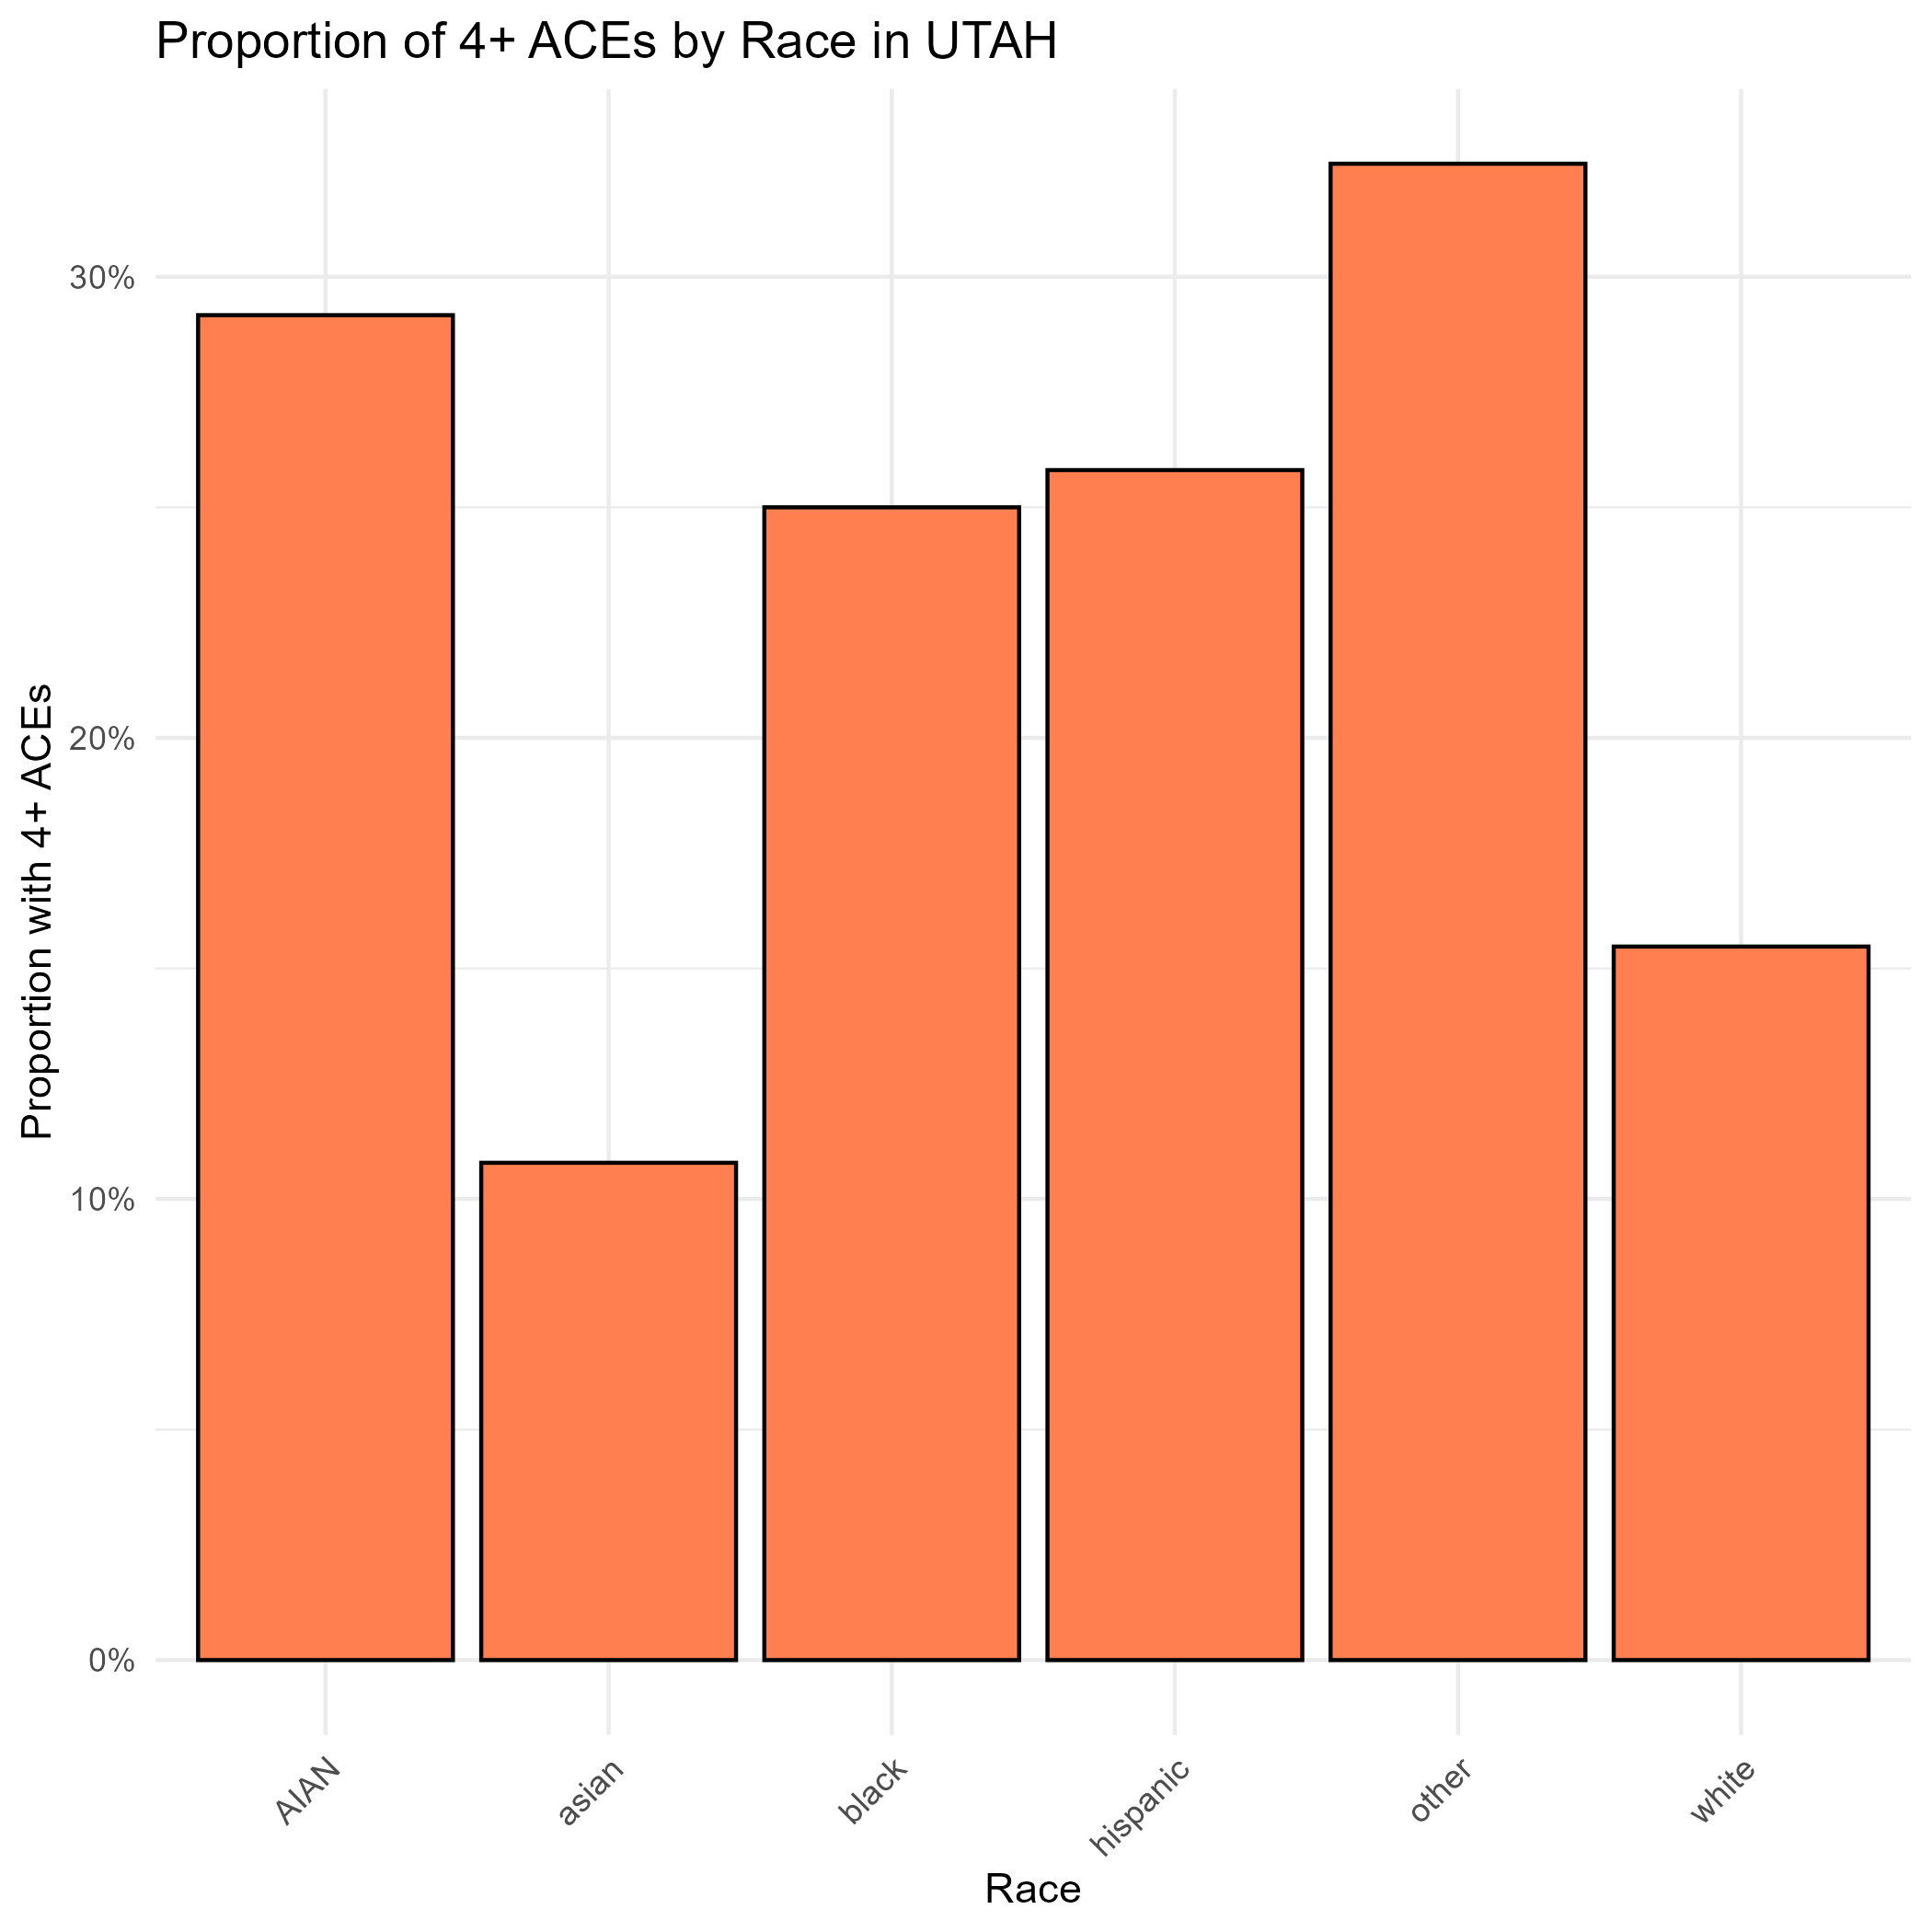 Proportion of 4+ ACEs by Race in UTAH
Proportion with 4+ ACEs
30%
20%
10%
0%
AIAN
asian
black
hispanic
other
white
Race